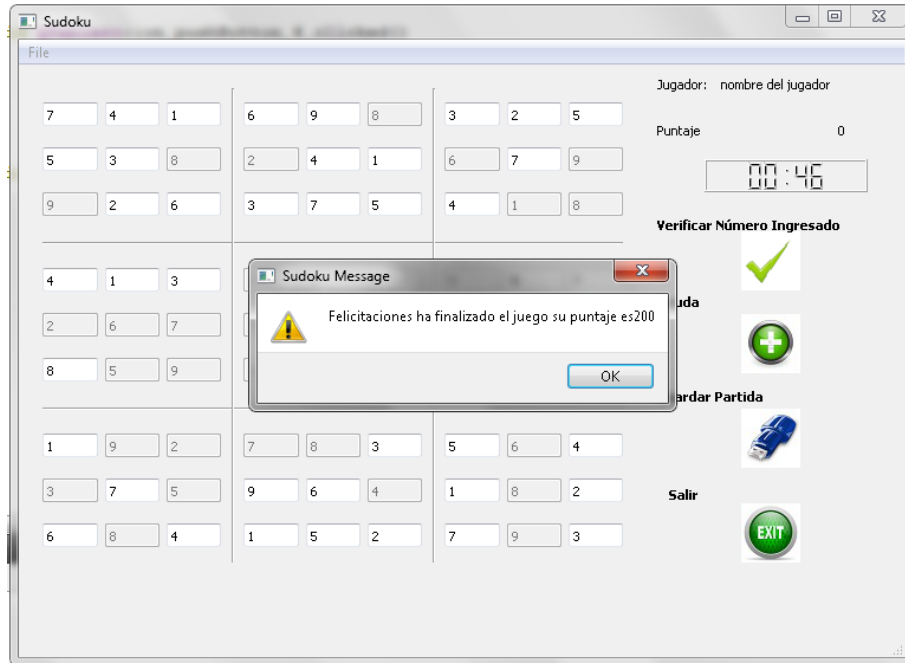 Sudoku
File
Jugador: nombre del jugador
7 4 1 6 9 8 3 2 5
Puntaje 0
5 3 8 2 4 1 6 7 9
00:46
9 2 6 3 7 5 4 1 8
Verificar Número Ingresado
4 1 3
Sudoku Message
Felicitaciones ha finalizado el juego su puntaje es200
2 6 7
8 5 9
OK
1 9 2 7 8 3 5 6 4
3 7 5 9 6 4 1 8 2
Salir
6 8 4 1 5 2 7 9 3
EXIT
Partida